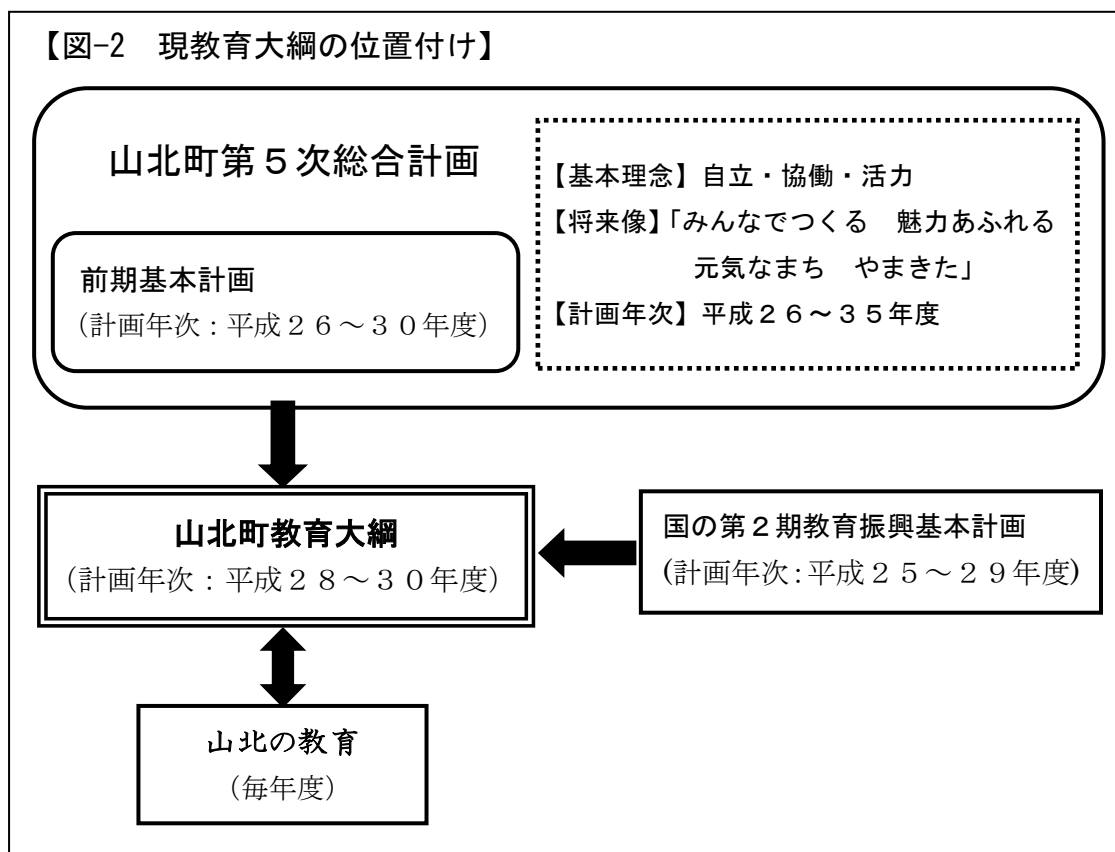 【図-2　現教育大綱の位置付け】
山北町第５次総合計画
前期基本計画
(計画年次：平成２６～３０年度)
【基本理念】自立・協働・活力
【将来像】「みんなでつくる　魅力あふれる
元気なまち　やまきた」
【計画年次】平成２６～３５年度
山北町教育大綱
(計画年次：平成２８～３０年度)
国の第２期教育振興基本計画
(計画年次：平成２５～２９年度)
山北の教育
(毎年度)